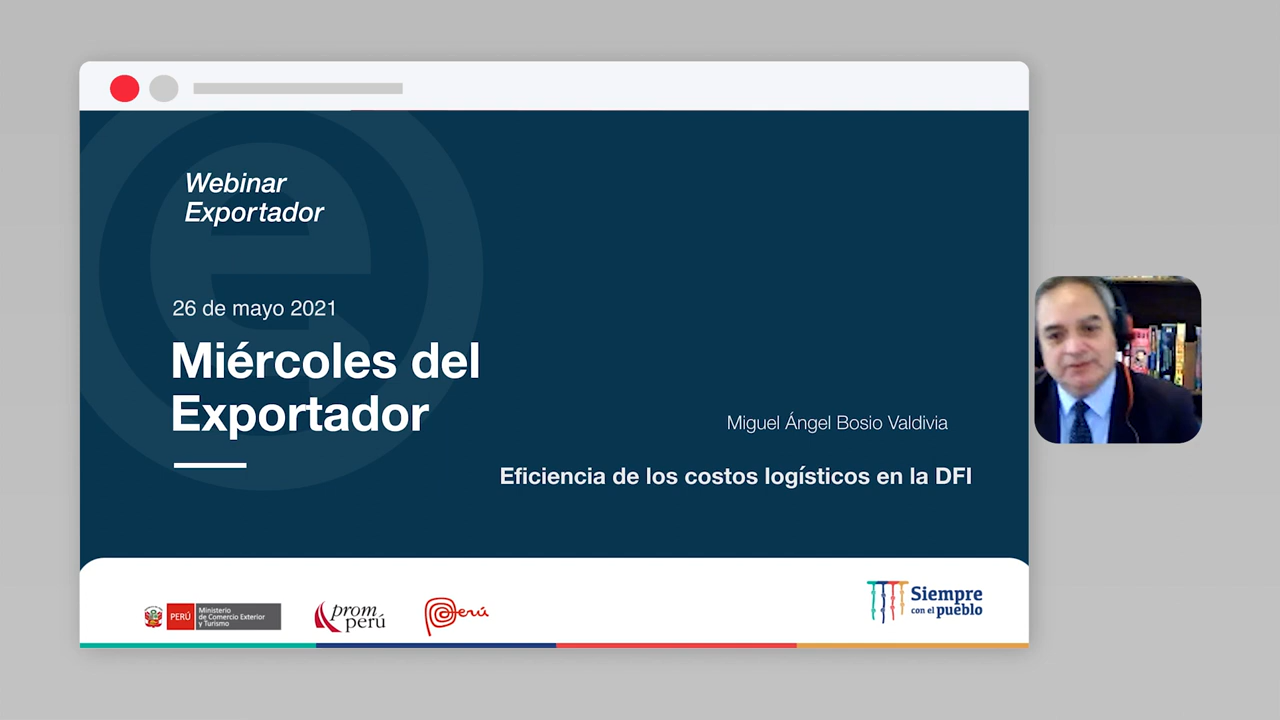 Webinar
Exportador
26 de mayo 2021
Miércoles del
Exportador
Miguel Ángel Bosio Valdivia
Eficiencia de los costos logísticos en la DFI
PERÚ
Ministerio
de Comercio Exterior
y Turismo
prom
perú
Perú
Siempre
con el pueblo